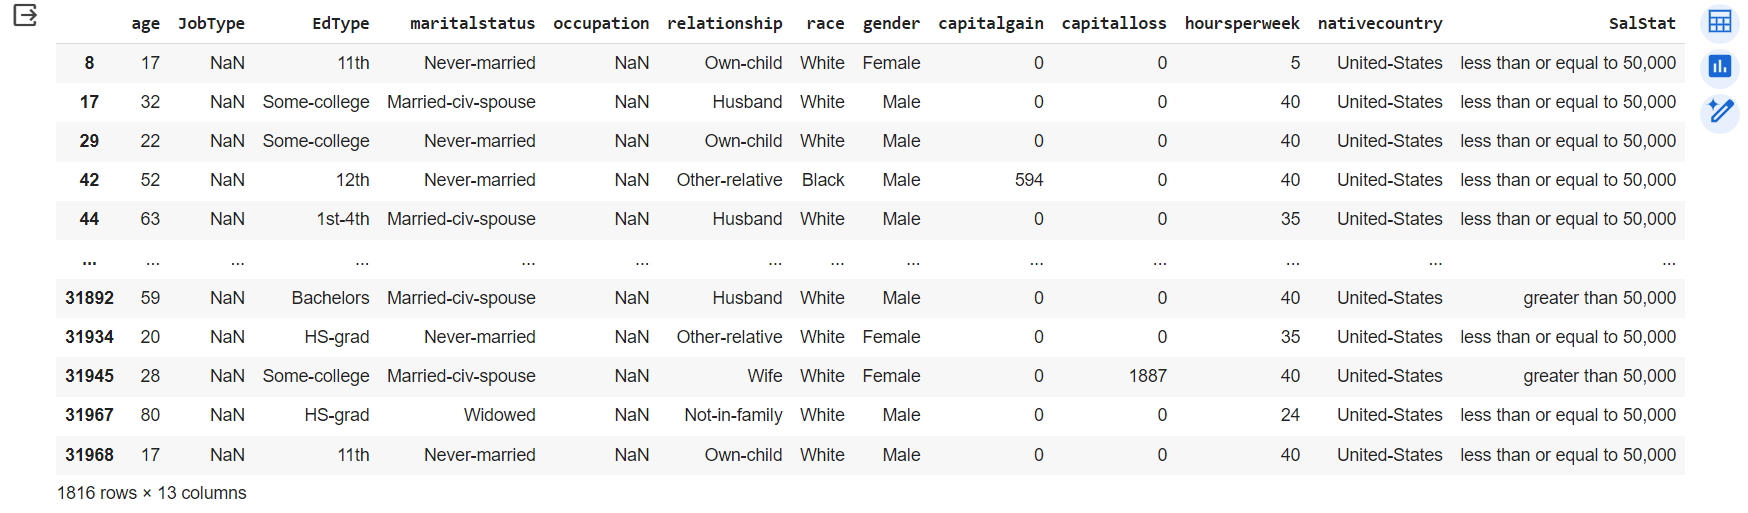 age JobType EdType maritalstatus occupation relationship race gender capitalgain capitalloss hoursperweek nativecountry SalStat
8 17 NaN 11th Never-married NaN Own-child White Female 0 0 5 United-States less than or equal to 50,000
17 32 NaN Some-college Married-civ-spouse NaN Husband White Male 0 0 40 United-States less than or equal to 50,000
29 22 NaN Some-college Never-married NaN Own-child White Male 0 0 40 United-States less than or equal to 50,000
42 52 NaN 12th Never-married NaN Other-relative Black Male 594 0 40 United-States less than or equal to 50,000
44 63 NaN 1st-4th Married-civ-spouse NaN Husband White Male 0 0 35 United-States less than or equal to 50,000
... ... ... ... ... ... ... ... ... ... ... ... ... ...
31892 59 NaN Bachelors Married-civ-spouse NaN Husband White Male 0 0 40 United-States greater than 50,000
31934 20 NaN HS-grad Never-married NaN Other-relative White Female 0 0 35 United-States less than or equal to 50,000
31945 28 NaN Some-college Married-civ-spouse NaN Wife White Female 0 1887 40 United-States greater than 50,000
31967 80 NaN HS-grad Widowed NaN Not-in-family White Male 0 0 24 United-States less than or equal to 50,000
31968 17 NaN 11th Never-married NaN Own-child White Male 0 0 40 United-States less than or equal to 50,000
1816 rows × 13 columns